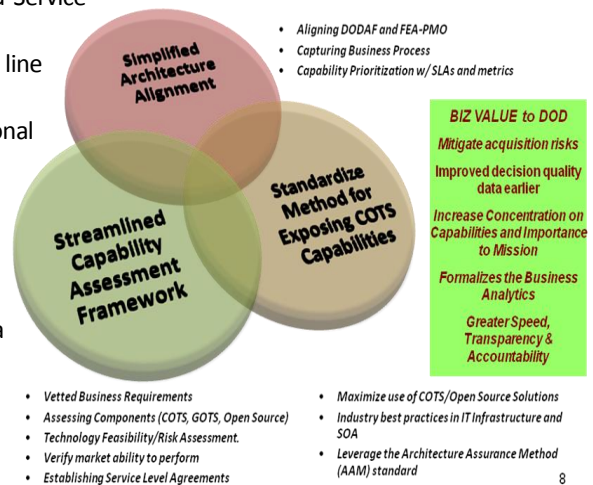 Service
line
onal
a
Simplified
Architecture
Alignment
• Aligning DODAF and FEA-PMO
• Capturing Business Process
• Capability Prioritization w/ SLAs and metrics
Standardize
Method for
Exposing COTS
Capabilities
Streamlined
Capability
Assessment
Framework
BIZ VALUE to DOD
Mitigate acquisition risks
Improved decision quality
data earlier
Increase Concentration on
Capabilities and Importance
to Mission
Formalizes the Business
Analytics
Greater Speed,
Transparency &
Accountability
• Vetted Business Requirements
• Assessing Components (COTS, GOTS, Open Source)
• Technology Feasibility/Risk Assessment.
• Verify market ability to perform
• Establishing Service Level Agreements
• Maximize use of COTS/Open Source Solutions
• Industry best practices in IT Infrastructure and
SOA
• Leverage the Architecture Assurance Method
(AAM) standard
8